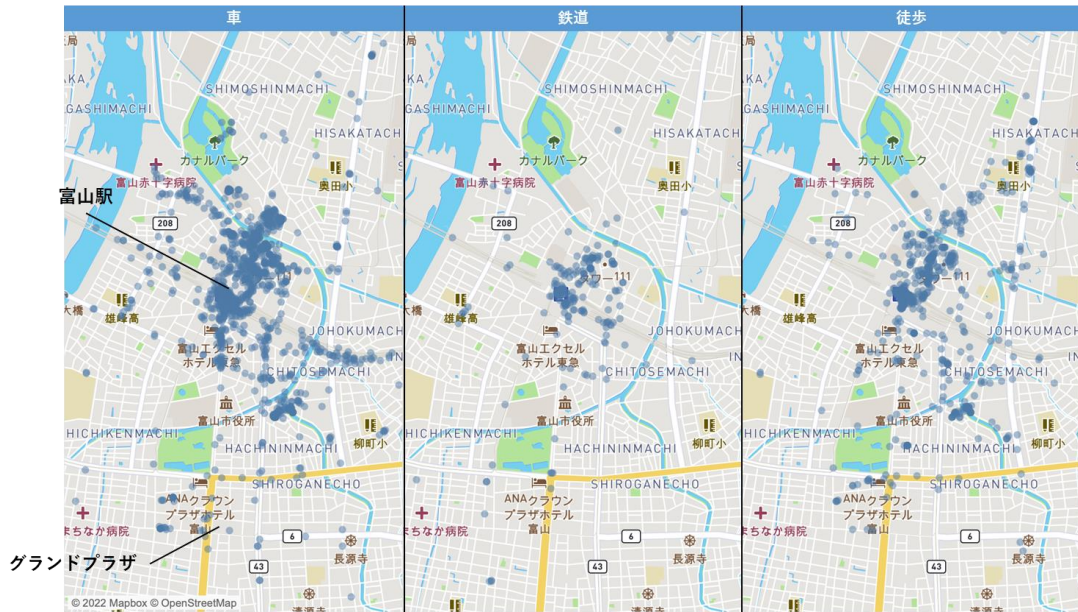 車
鉄道
徒歩
富山駅
グランドプラザ
SHIMOSHINMACHI
AGASHIMACHI
HISAKATACH
カナルパーク
富山赤十字病院
奥田小
208
雄峰高
大橋
JOHOKUMACH
富山エクセル
ホテル東急
CHITOSEMACHI
富山市役所
HICHIKENMACHI
HACHININMACHI
柳町小
SHIROGANECHO
ANAクラウン
プラザホテル
富山
まちなか病院
6
長源寺
43
© 2022 Mapbox © OpenStreetMap
SHIMOSHINMACHI
GASHIMACHI
HISAKATACH
カナルパーク
富山赤十字病院
奥田小
208
タワー111
雄峰高
大橋
JOHOKUMACH
富山エクセル
ホテル東急
CHITOSEMACHI
富山市役所
HICHIKENMACHI
HACHININMACHI
柳町小
SHIROGANECHO
ANAクラウン
プラザホテル
富山
まちなか病院
6
長源寺
43
SHIMOSHINMACHI
GASHIMACHI
HISAKATACH
カナルパーク
富山赤十字病院
奥田小
208
雄峰高
大橋
JOHOKUMACH
富山エクセル
ホテル東急
CHITOSEMACHI
富山市役所
HICHIKENMACHI
HACHININMACHI
柳町小
SHIROGANECHO
ANAクラウン
プラザホテル
富山
まちなか病院
6
長源寺
43